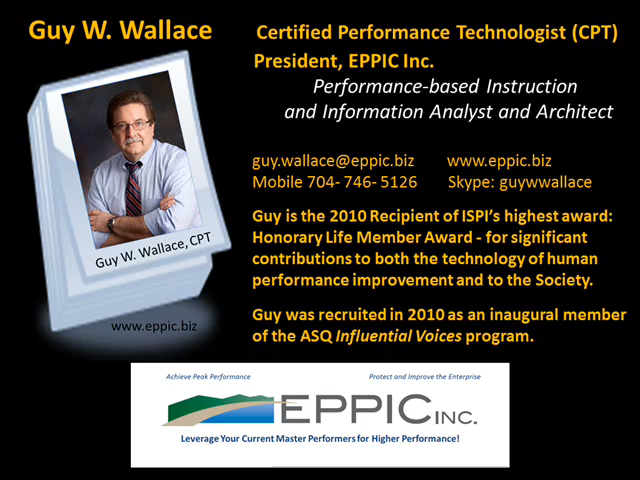 Guy W. Wallace
Certified Performance Technologist (CPT)
President, EPPIC Inc.
Performance-based Instruction
and Information Analyst and Architect
guy.wallace@eppic.biz www.eppic.biz
Mobile 704- 746- 5126 Skype: guywwallace
Guy is the 2010 Recipient of ISPI's highest award:
Honorary Life Member Award - for significant
contributions to both the technology of human
performance improvement and to the Society.
Guy was recruited in 2010 as an inaugural member
of the ASQ Influential Voices program.
Guy W. Wallace, CPT
www.eppic.biz
Achieve Peak Performance Protect and Improve the Enterprise
EPPIC INC.
Leverage Your Current Master Performers for Higher Performance!